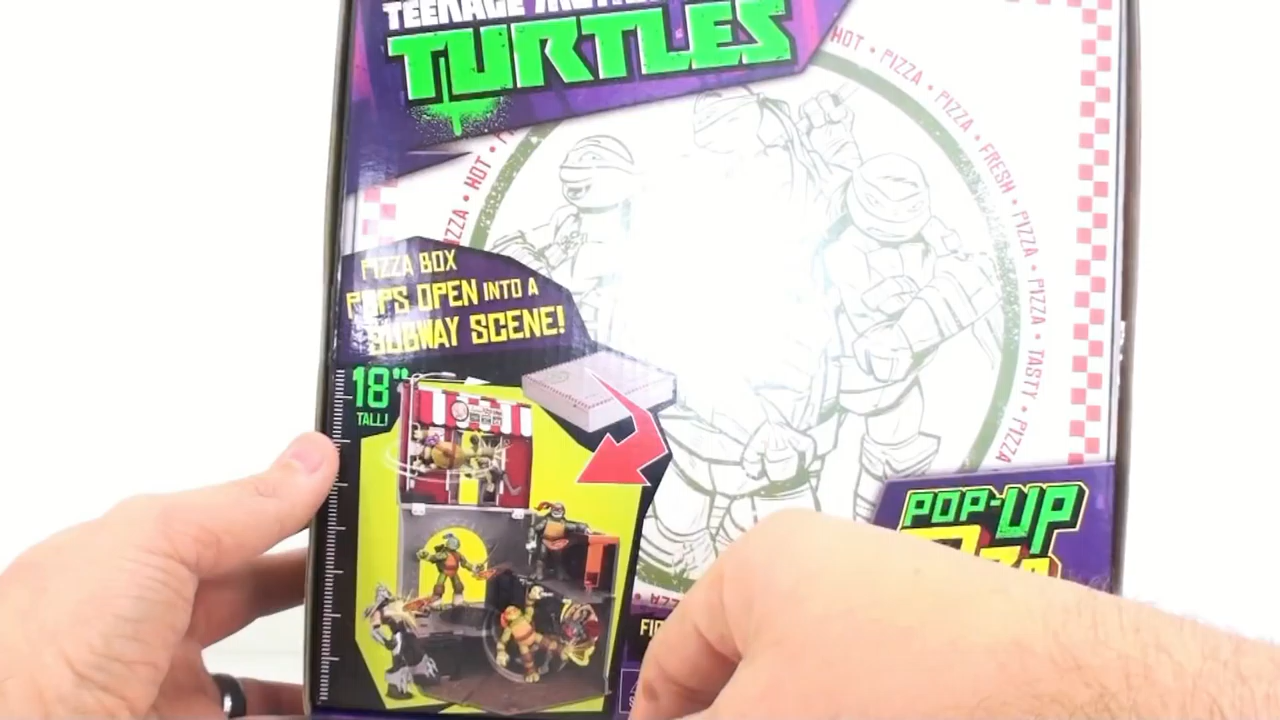 TEENAGE
TURTLES
HOT • PIZZA • PIZZA • FRESH • PIZZA • PIZZA • TASTY • PIZZA
HOT •
PIZZA BOX
POPS OPEN INTO A
SUBWAY SCENE!
18"
TALL!
POP-UP